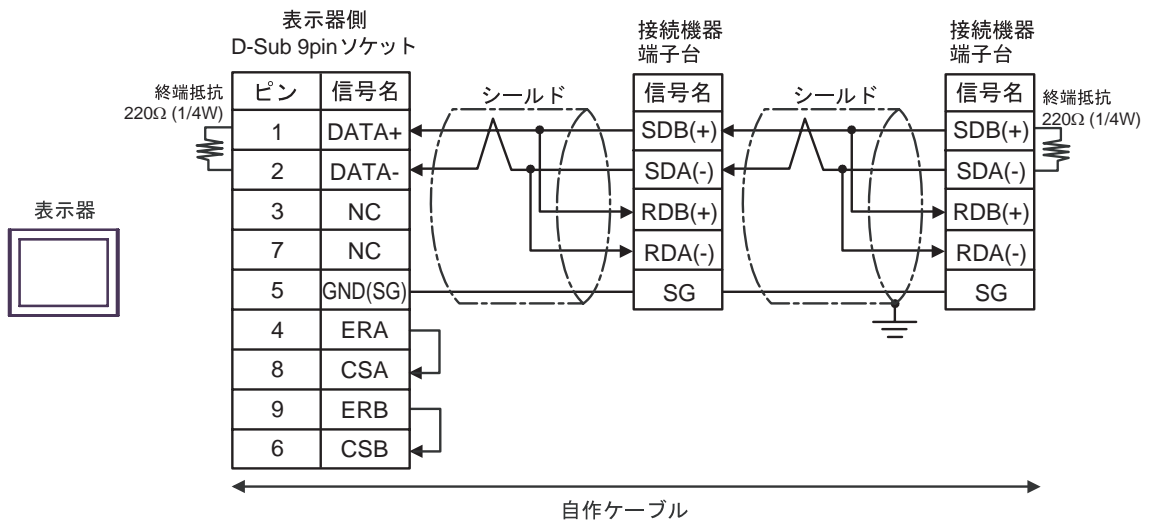 表示器側
D-Sub 9pinソケット
接続機器
端子台
接続機器
端子台
終端抵抗
220Ω (1/4W)
ピン 信号名
シールド
信号名
シールド
信号名
終端抵抗
220Ω (1/4W)
1 DATA+ SDB(+) SDB(+)
2 DATA- SDA(-) SDA(-)
表示器
3 NC RDB(+) RDB(+)
7 NC RDA(-) RDA(-)
5 GND(SG) SG SG
4 ERA
8 CSA
9 ERB
6 CSB
自作ケーブル